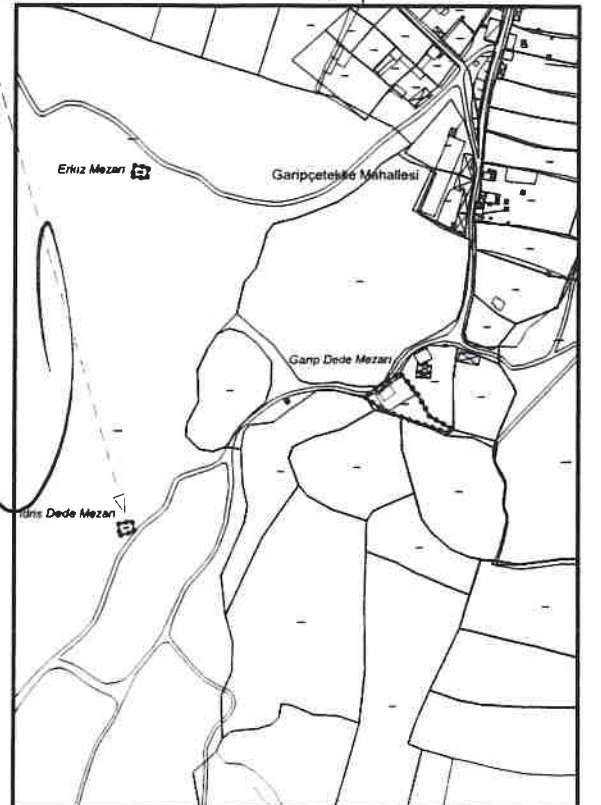 Erkız Mezarı
Garipçetekke Mahallesi
Garip Dede Mezarı
İdris Dede Mezarı